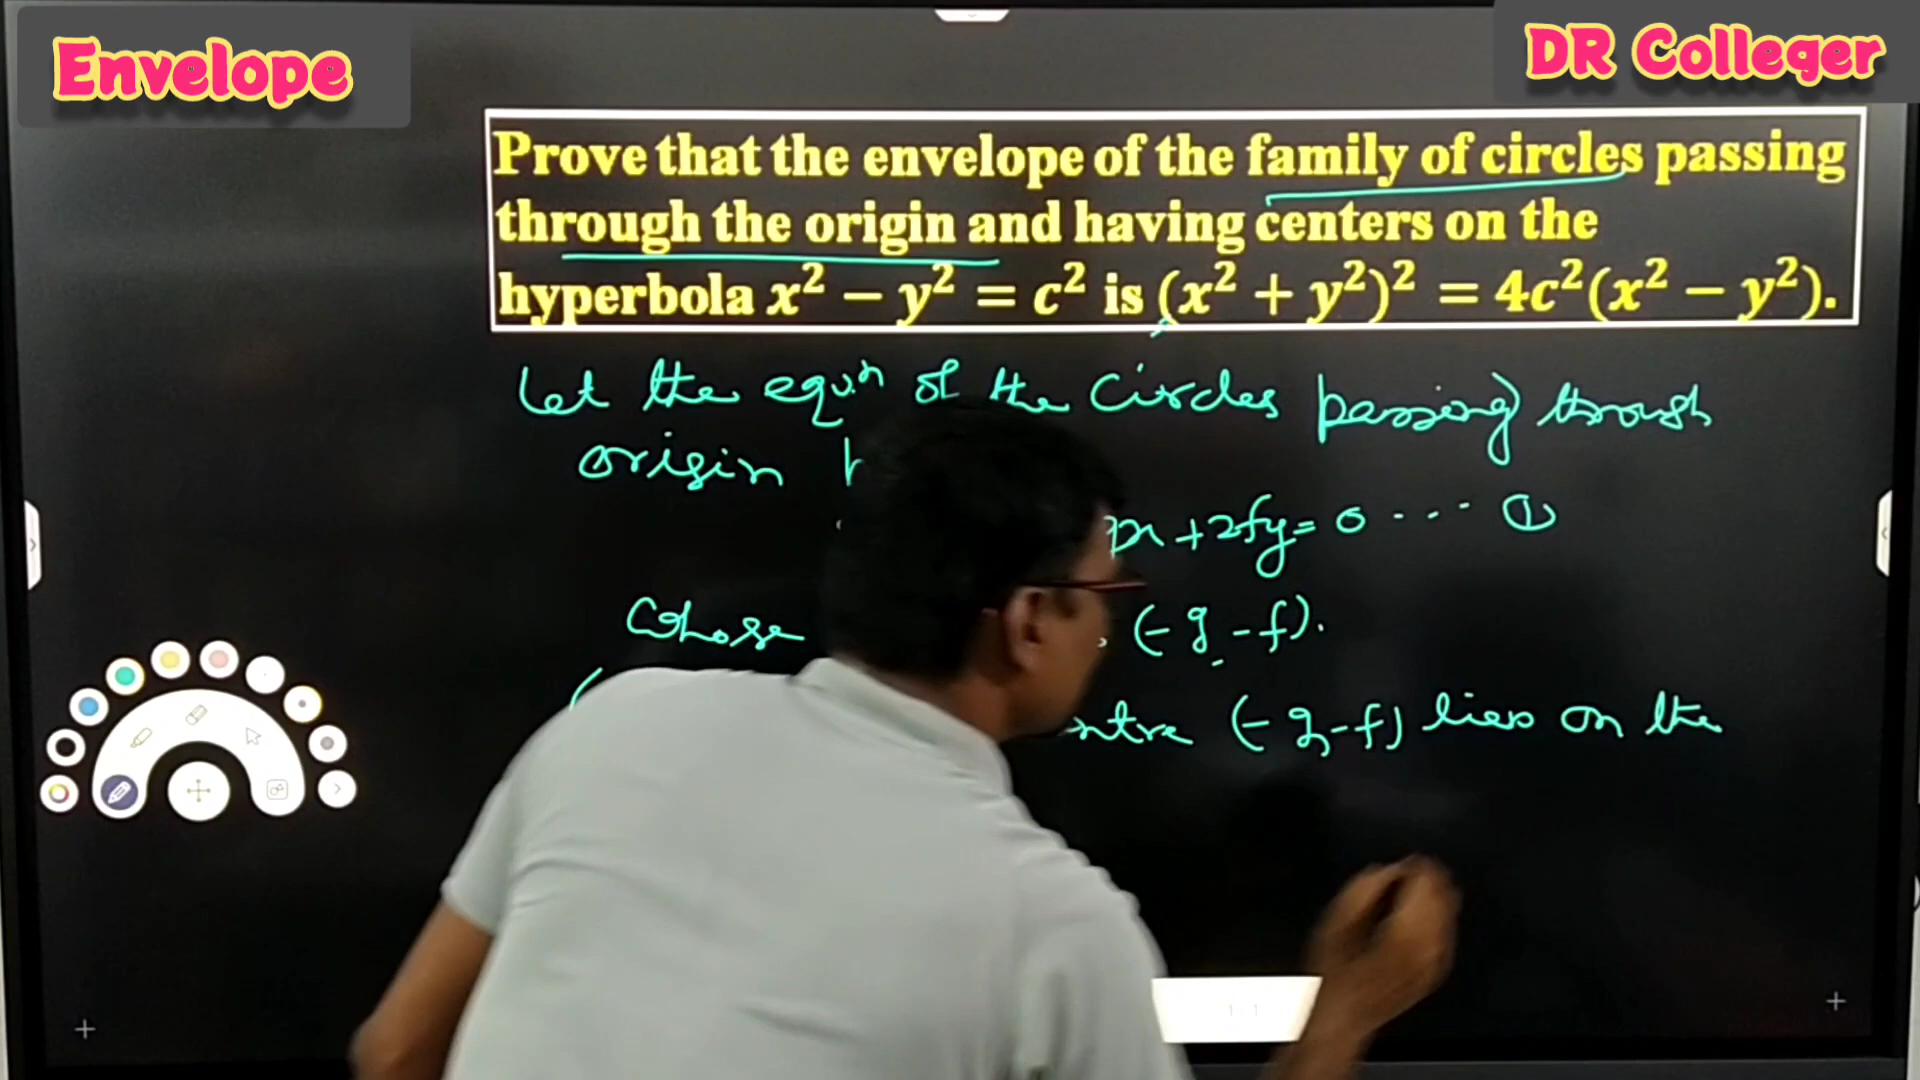 Envelope
DR Colleger
Prove that the envelope of the family of circles passing
through the origin and having centers on the
hyperbola x² – y² = c² is (x² + y²)² = 4c²(x² – y²).
Let the equ.n of the Circles passing through
origin
+2fy=0 --- ①
Whose (-g, -f).
(-g,-f) lies on the